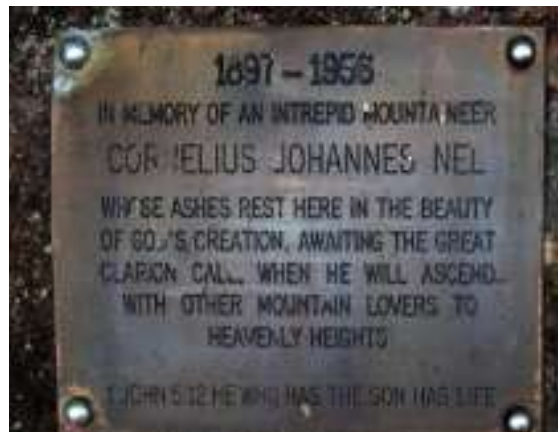 1897 - 1956
IN MEMORY OF AN INTREPID MOUNTAINEER
CORNELIUS JOHANNES NEL
WHOSE ASHES REST HERE IN THE BEAUTY
OF GOD'S CREATION, AWAITING THE GREAT
CLARION CALL, WHEN HE WILL ASCEND
WITH OTHER MOUNTAIN LOVERS TO
HEAVENLY HEIGHTS
1 JOHN 5:12 HE WHO HAS THE SON HAS LIFE